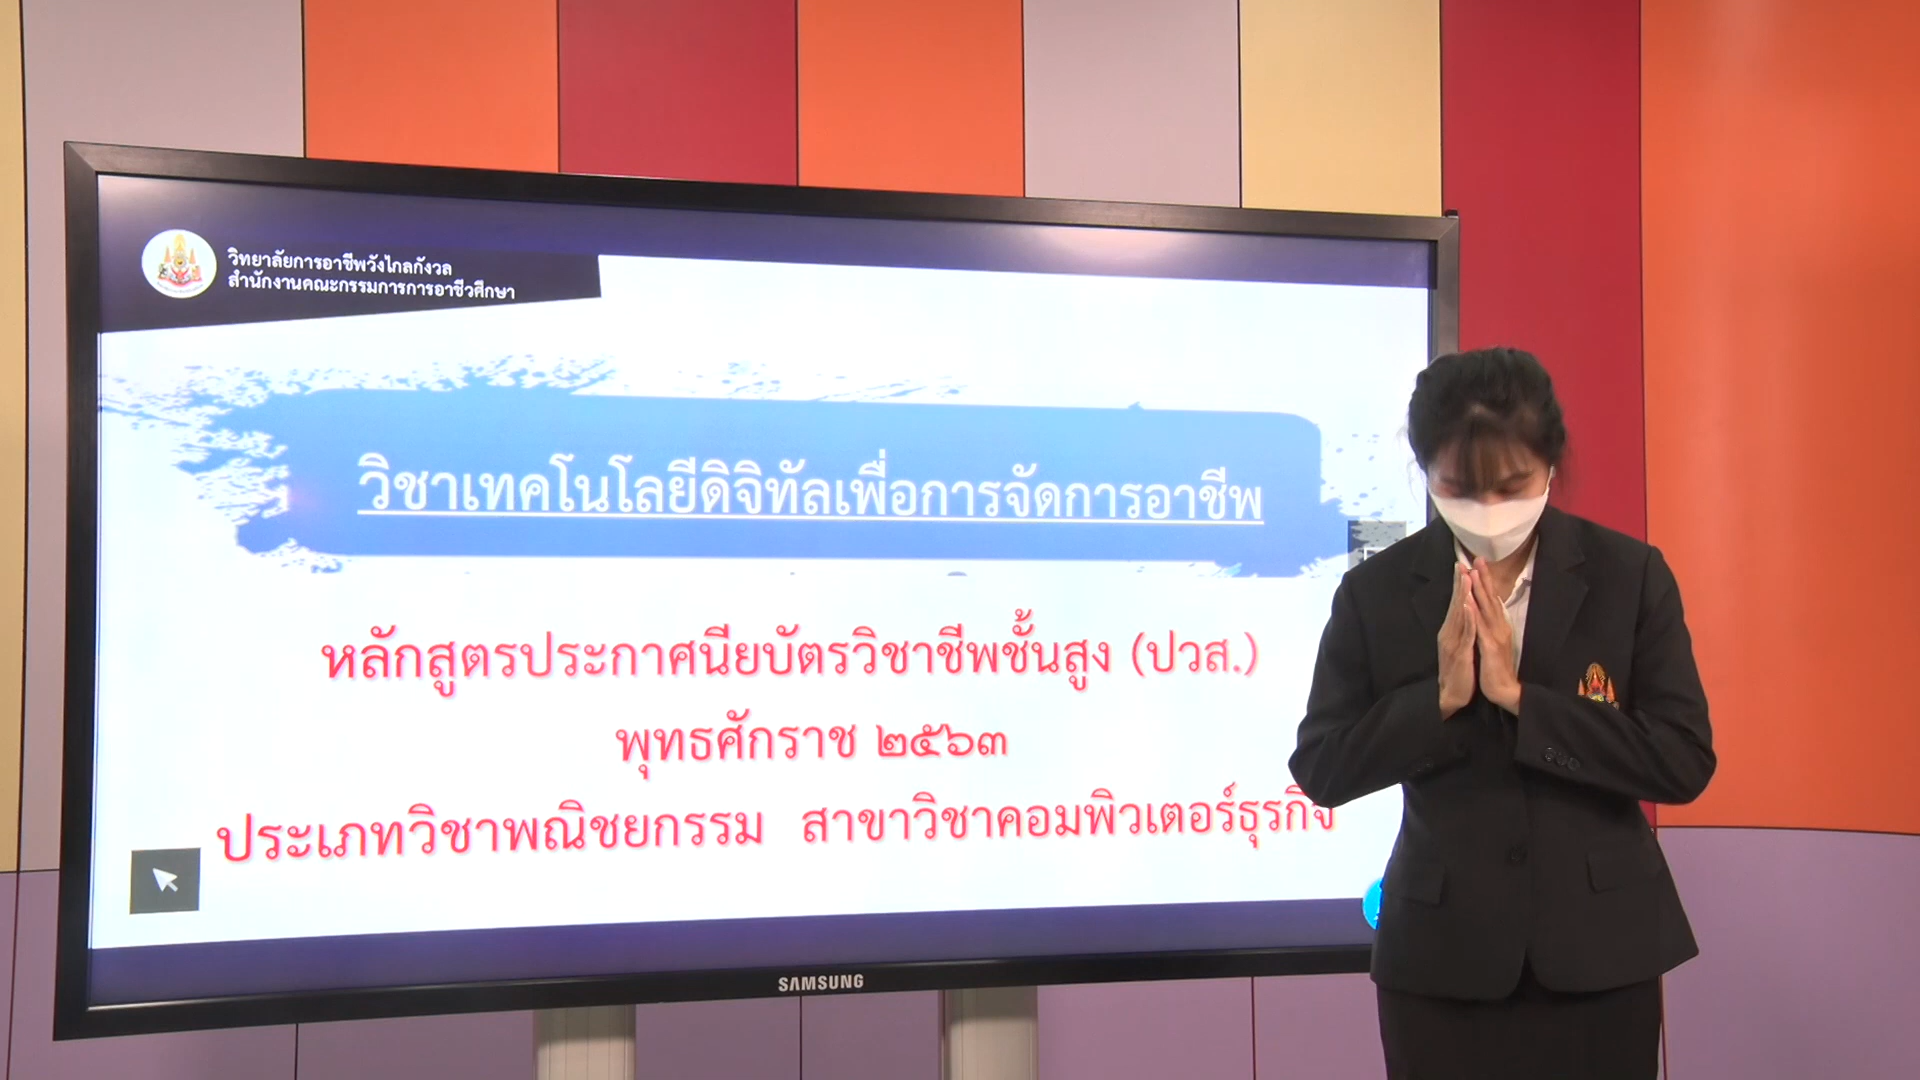 วิทยาลัยการอาชีพวังไกลกังวล
สำนักงานคณะกรรมการการอาชีวศึกษา
วิชาเทคโนโลยีดิจิทัลเพื่อการจัดการอาชีพ
หลักสูตรประกาศนียบัตรวิชาชีพชั้นสูง (ปวส.)
พุทธศักราช ๒๕๖๓
ประเภทวิชาพณิชยกรรม สาขาวิชาคอมพิวเตอร์ธุรกิจ
SAMSUNG